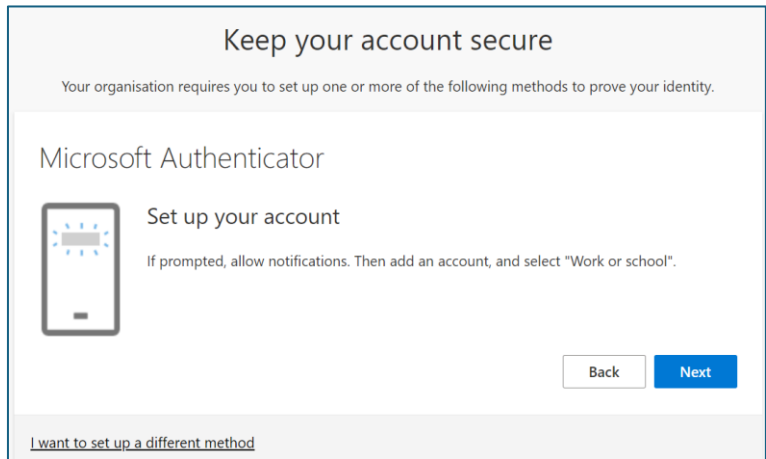 Keep your account secure
Your organisation requires you to set up one or more of the following methods to prove your identity.
Microsoft Authenticator
Set up your account
If prompted, allow notifications. Then add an account, and select "Work or school".
Back
Next
I want to set up a different method